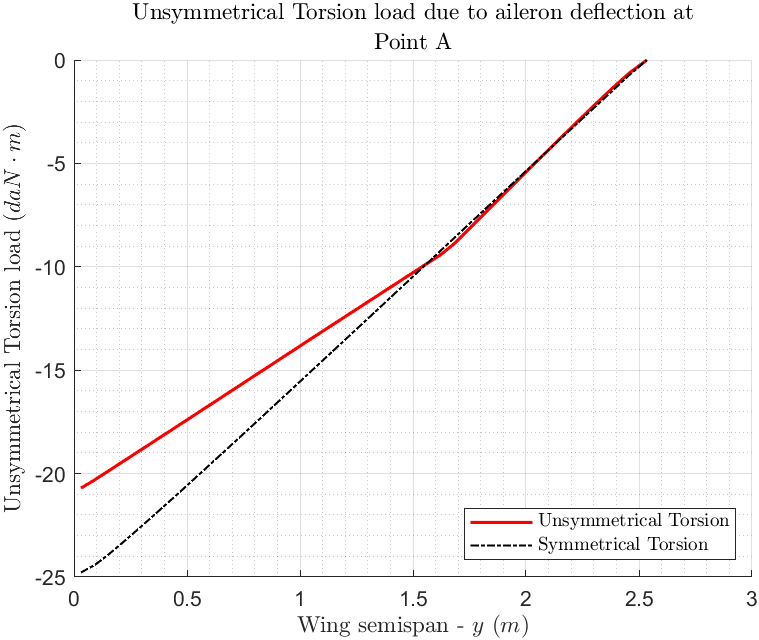 Unsymmetrical Torsion load due to aileron deflection at
Point A
Unsymmetrical Torsion load (daN · m)
0
-5
-10
-15
-20
-25
0 0.5 1 1.5 2 2.5 3
Wing semispan - y (m)
Unsymmetrical Torsion
Symmetrical Torsion